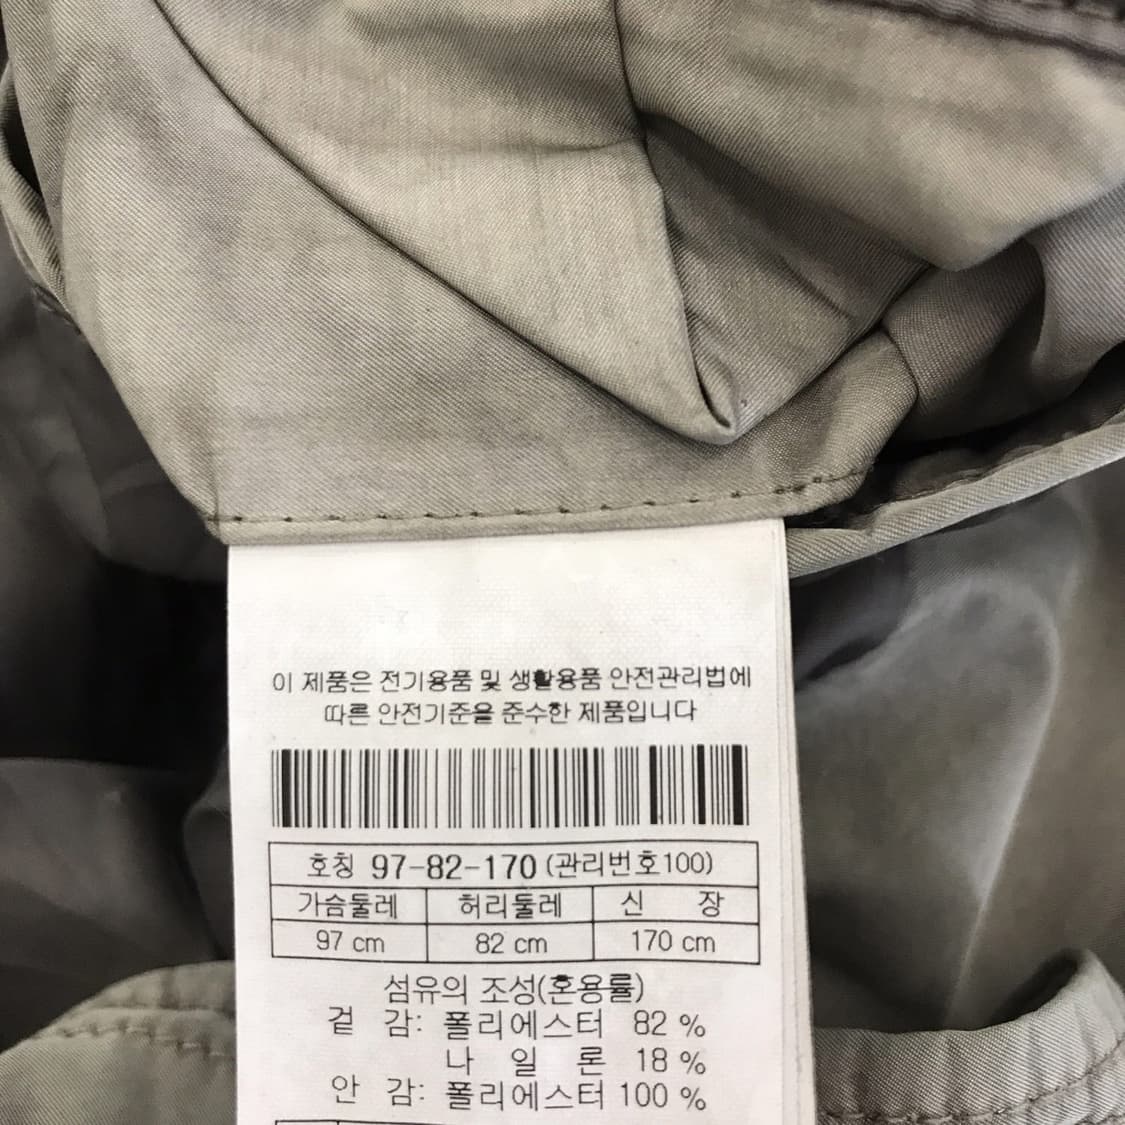 이 제품은 전기용품 및 생활용품 안전관리법에
따른 안전기준을 준수한 제품입니다
호칭 97-82-170 (관리번호100)
가슴둘레 허리둘레 신 장
97 cm 82 cm 170 cm
섬유의 조성(혼용률)
겉 감: 폴리에스터 82 %
나 일 론 18 %
안 감: 폴리에스터 100 %